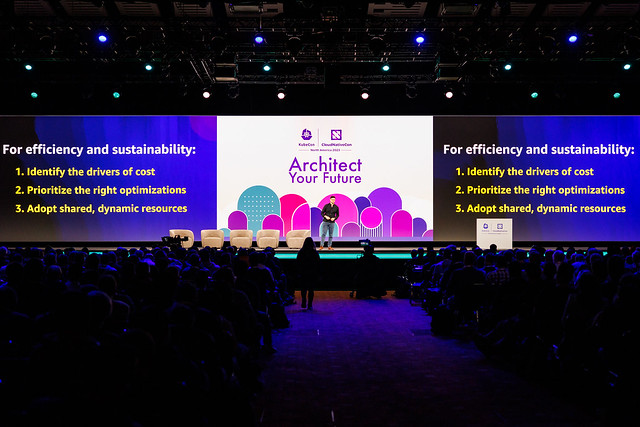 For efficiency and sustainability:
1. Identify the drivers of cost
2. Prioritize the right optimizations
3. Adopt shared, dynamic resources
KubeCon CloudNativeCon
North America 2023
Architect
Your Future
For efficiency and sustainability:
1. Identify the drivers of cost
2. Prioritize the right optimizations
3. Adopt shared, dynamic resources